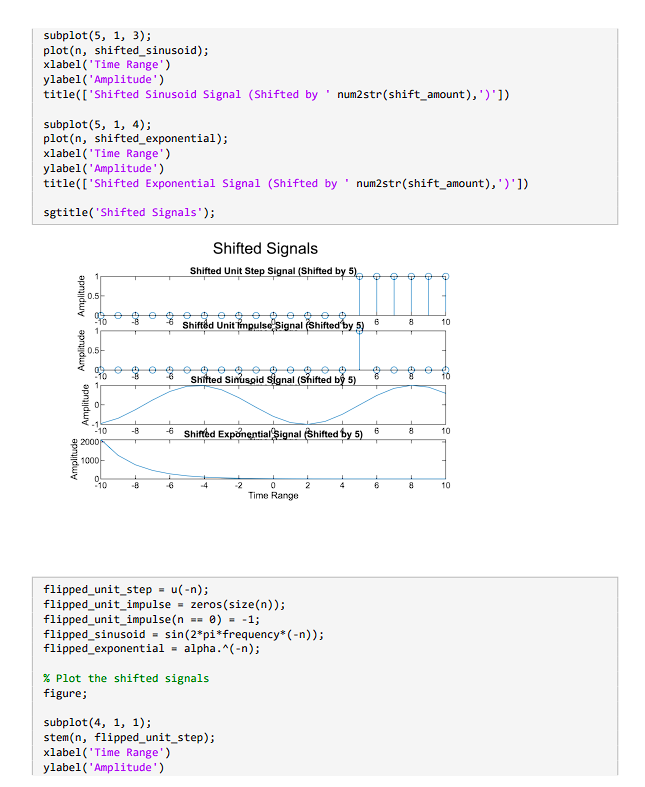 subplot(5, 1, 3);
plot(n, shifted_sinusoid);
xlabel('Time Range')
ylabel('Amplitude')
title(['Shifted Sinusoid Signal (Shifted by ' num2str(shift_amount),')'])
subplot(5, 1, 4);
plot(n, shifted_exponential);
xlabel('Time Range')
ylabel('Amplitude')
title(['Shifted Exponential Signal (Shifted by ' num2str(shift_amount),')'])
sgtitle('Shifted Signals');
Shifted Signals
Shifted Unit Step Signal (Shifted by 5)
Amplitude
1
0.5
0
-10 -8 -6 -4 -2 0 2 4 6 8 10
Shifted Unit Impulse Signal (Shifted by 5)
Amplitude
1
0.5
0
-10 -8 -6 -4 -2 0 2 4 6 8 10
Shifted Sinusoid Signal (Shifted by 5)
Amplitude
1
0
-1
-10 -8 -6 -4 -2 0 2 4 6 8 10
Shifted Exponential Signal (Shifted by 5)
Amplitude
2000
1000
0
-10 -8 -6 -4 -2 0 2 4 6 8 10
Time Range
flipped_unit_step = u(-n);
flipped_unit_impulse = zeros(size(n));
flipped_unit_impulse(n == 0) = -1;
flipped_sinusoid = sin(2*pi*frequency*(-n));
flipped_exponential = alpha.^(-n);
% Plot the shifted signals
figure;
subplot(4, 1, 1);
stem(n, flipped_unit_step);
xlabel('Time Range')
ylabel('Amplitude')